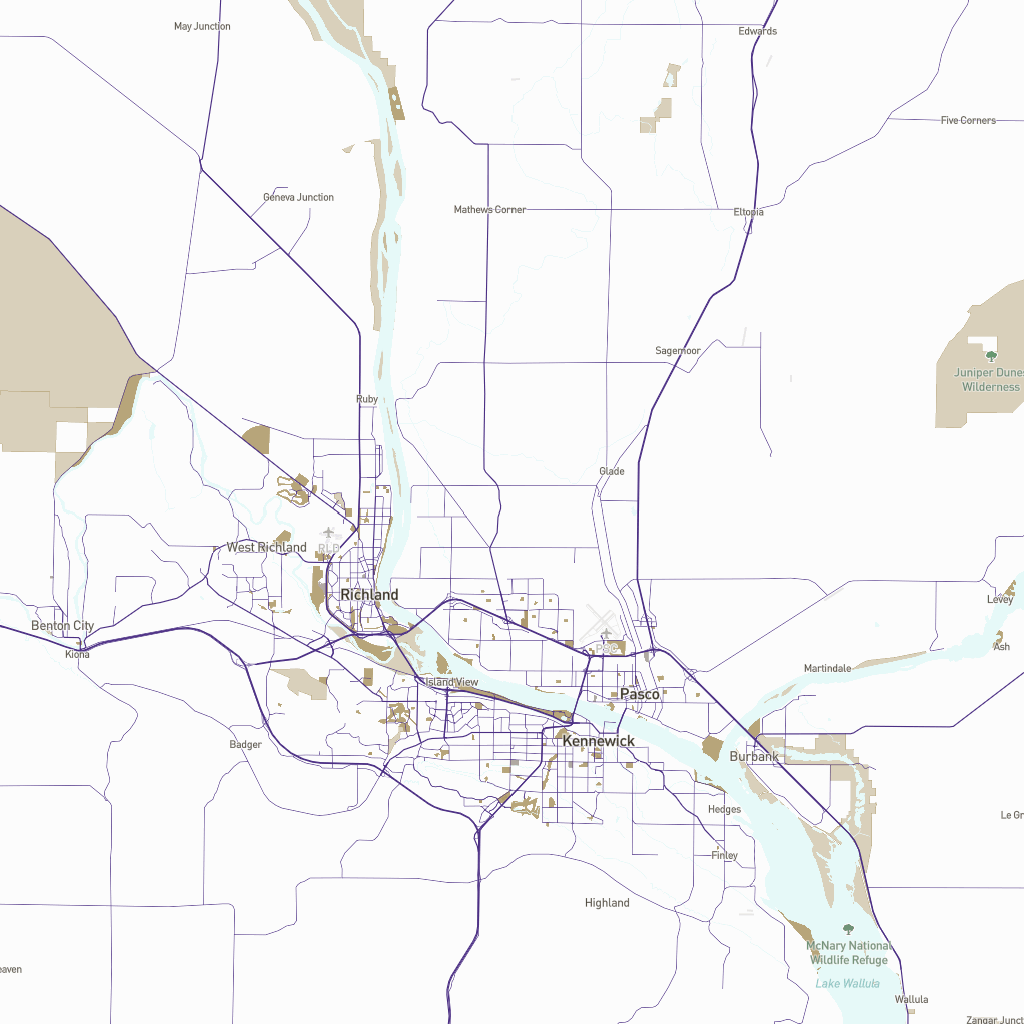 May Junction
Edwards
Five Corners
Geneva Junction
Mathews Corner
Eltopia
Sagemoor
Juniper Dunes
Wilderness
Ruby
Glade
West Richland
RLD
Richland
Levey
Benton City
Kiona
PSC
Ash
Martindale
Island View
Pasco
Kennewick
Badger
Burbank
Hedges
Le Gr
Finley
Highland
McNary National
Wildlife Refuge
eaven
Lake Wallula
Wallula
Zangar Junct